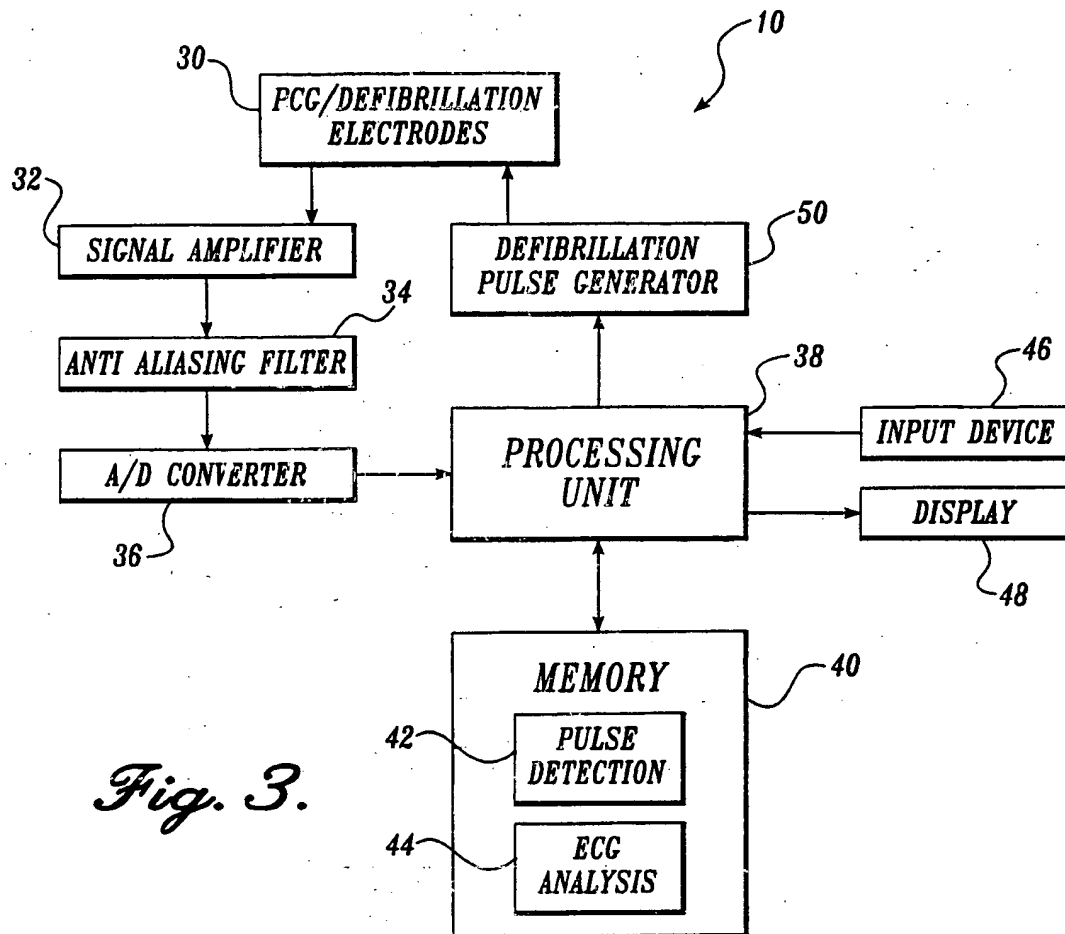 10
30
PCG/DEFIBRILLATION
ELECTRODES
32
SIGNAL AMPLIFIER
50
DEFIBRILLATION
PULSE GENERATOR
34
ANTI ALIASING FILTER
38
46
PROCESSING
UNIT
INPUT DEVICE
A/D CONVERTER
36
DISPLAY
48
MEMORY
40
42
PULSE
DETECTION
44
ECG
ANALYSIS
Fig. 3.